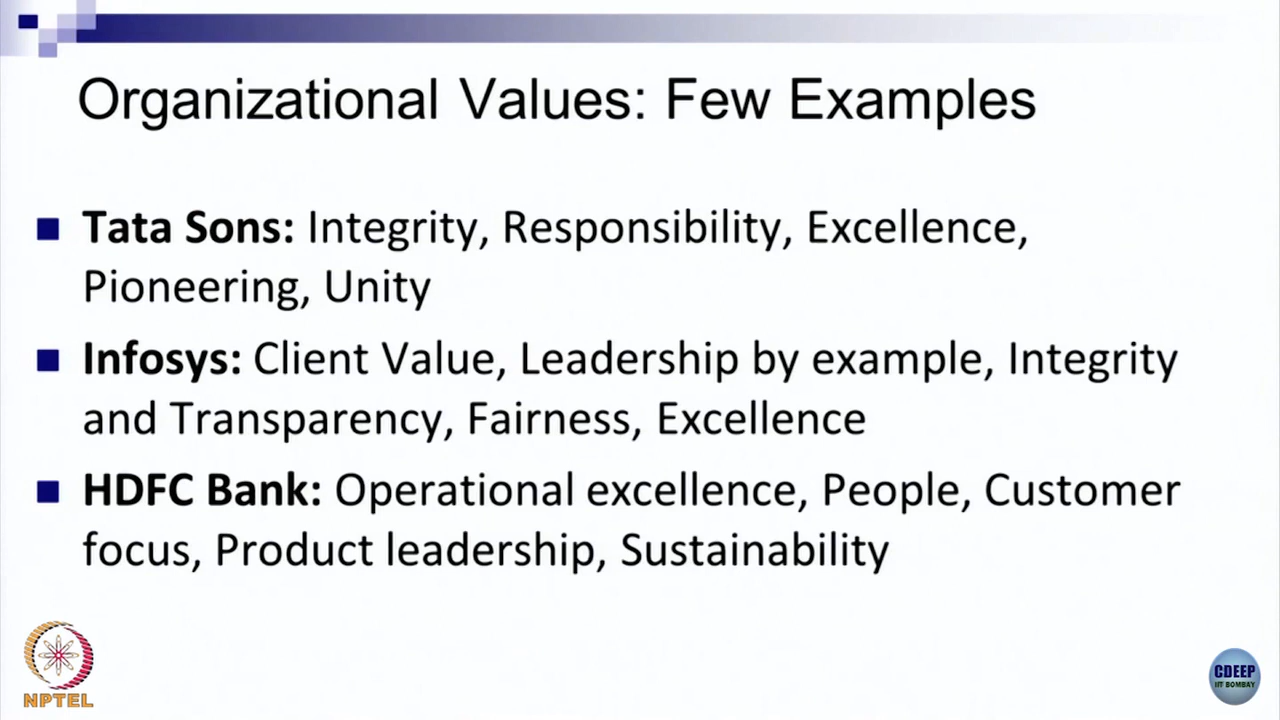 Organizational Values: Few Examples
Tata Sons: Integrity, Responsibility, Excellence,
Pioneering, Unity
Infosys: Client Value, Leadership by example, Integrity
and Transparency, Fairness, Excellence
HDFC Bank: Operational excellence, People, Customer
focus, Product leadership, Sustainability
NPTEL
CDEEP
IIT BOMBAY